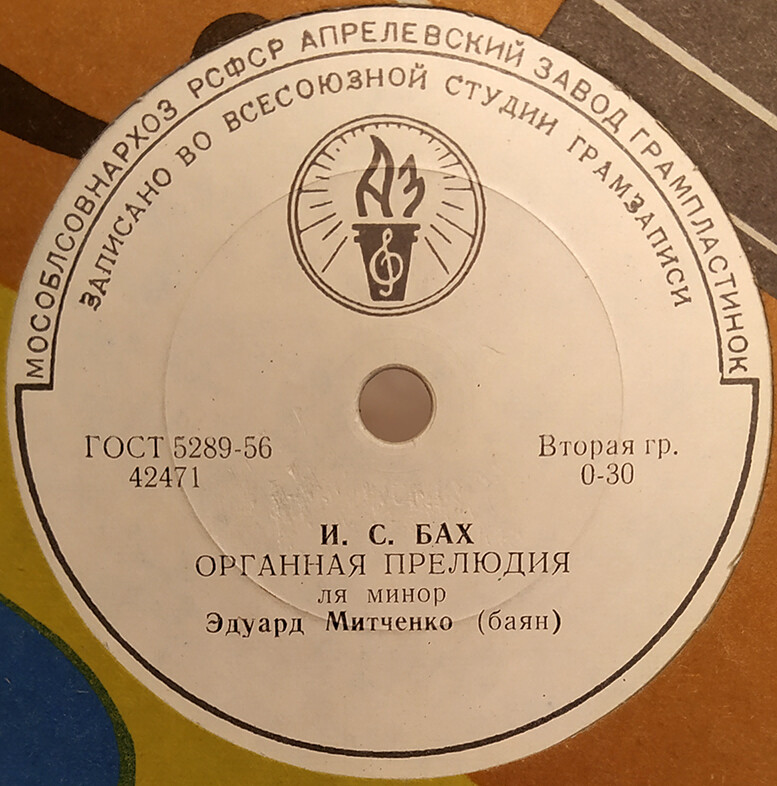 МОСОБЛСОВНАРХОЗ РСФСР АПРЕЛЕВСКИЙ ЗАВОД ГРАМПЛАСТИНОК
ЗАПИСАНО ВО ВСЕСОЮЗНОЙ СТУДИИ ГРАМЗАПИСИ
АЗ
ГОСТ 5289-56
42471
Вторая гр.
0-30
И. С. БАХ
ОРГАННАЯ ПРЕЛЮДИЯ
ля минор
Эдуард Митченко (баян)